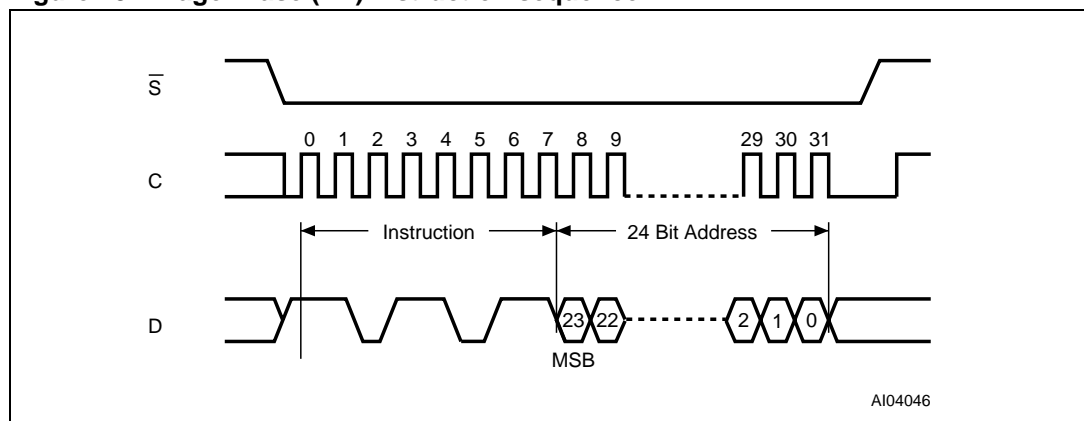 S̅
0 1 2 3 4 5 6 7 8 9 29 30 31
C
Instruction 24 Bit Address
D 23 22 2 1 0
MSB
AI04046